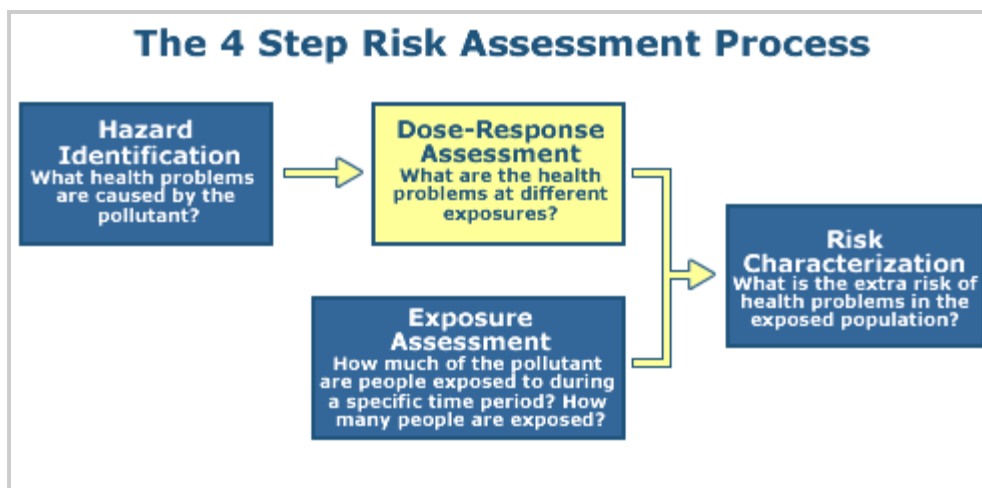 The 4 Step Risk Assessment Process
Hazard
Identification
What health problems
are caused by the
pollutant?
Dose-Response
Assessment
What are the health
problems at different
exposures?
Exposure
Assessment
How much of the pollutant
are people exposed to during
a specific time period? How
many people are exposed?
Risk
Characterization
What is the extra risk of
health problems in the
exposed population?